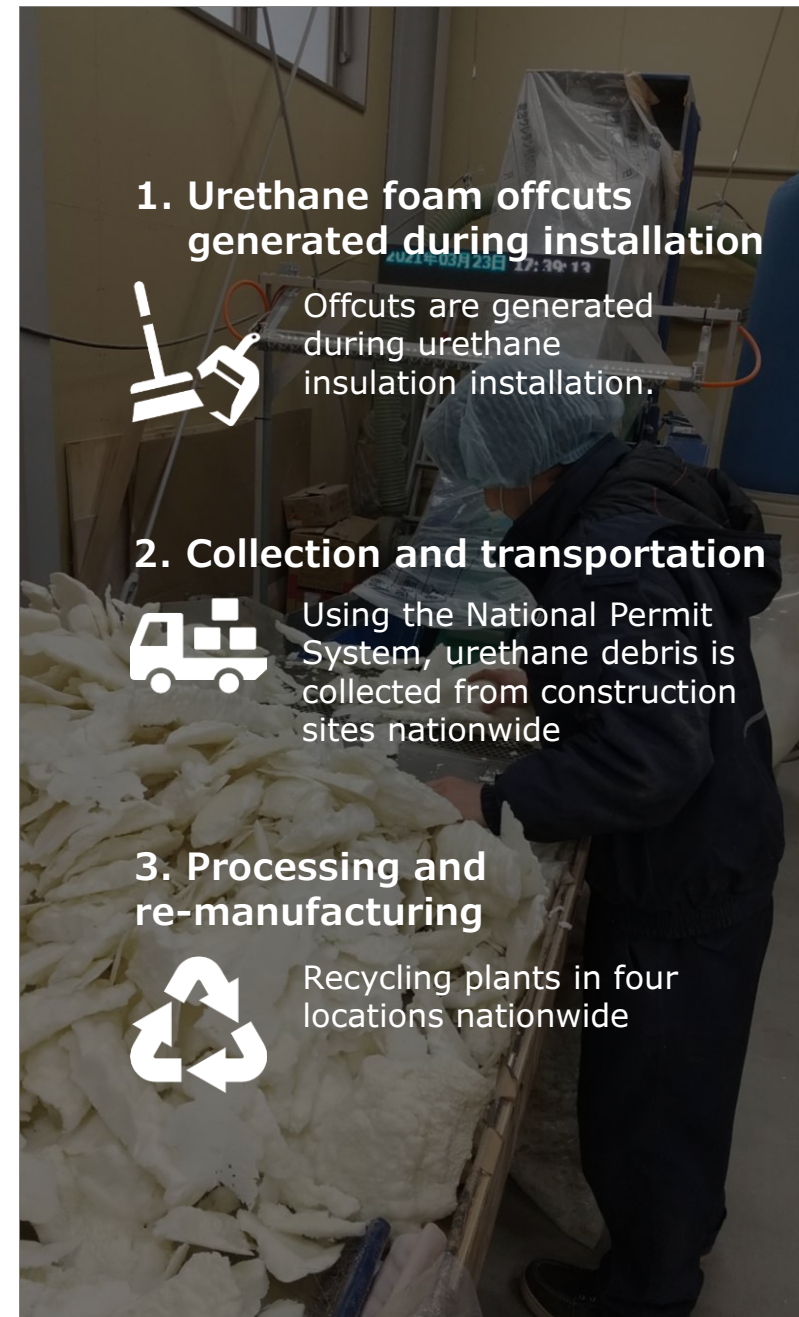 1. Urethane foam offcuts
generated during installation
2021年03月23日 17:39:13
Offcuts are generated
during urethane
insulation installation.
2. Collection and transportation
Using the National Permit
System, urethane debris is
collected from construction
sites nationwide
3. Processing and
re-manufacturing
Recycling plants in four
locations nationwide